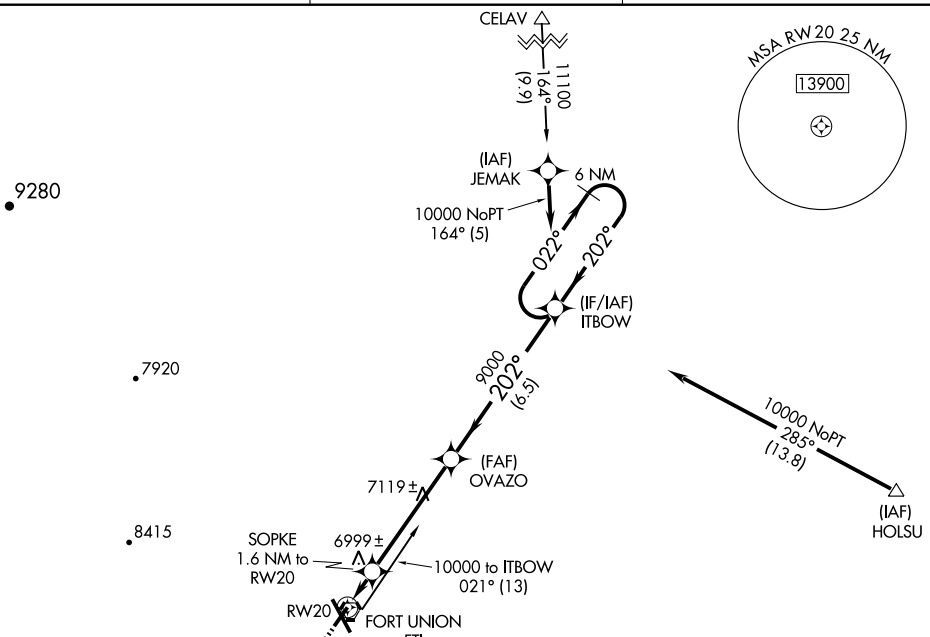 CELAV
11100
164°
(9.9)
MSA RW20 25 NM
13900
(IAF)
JEMAK
6 NM
9280
10000 NoPT
164° (5)
022°
202°
(IF/IAF)
ITBOW
9000
202°
(6.5)
7920
10000 NoPT
285°
(13.8)
(FAF)
OVAZO
7119±
(IAF)
HOLSU
8415
SOPKE
1.6 NM to
RW20
6999±
10000 to ITBOW
021° (13)
RW20
FORT UNION